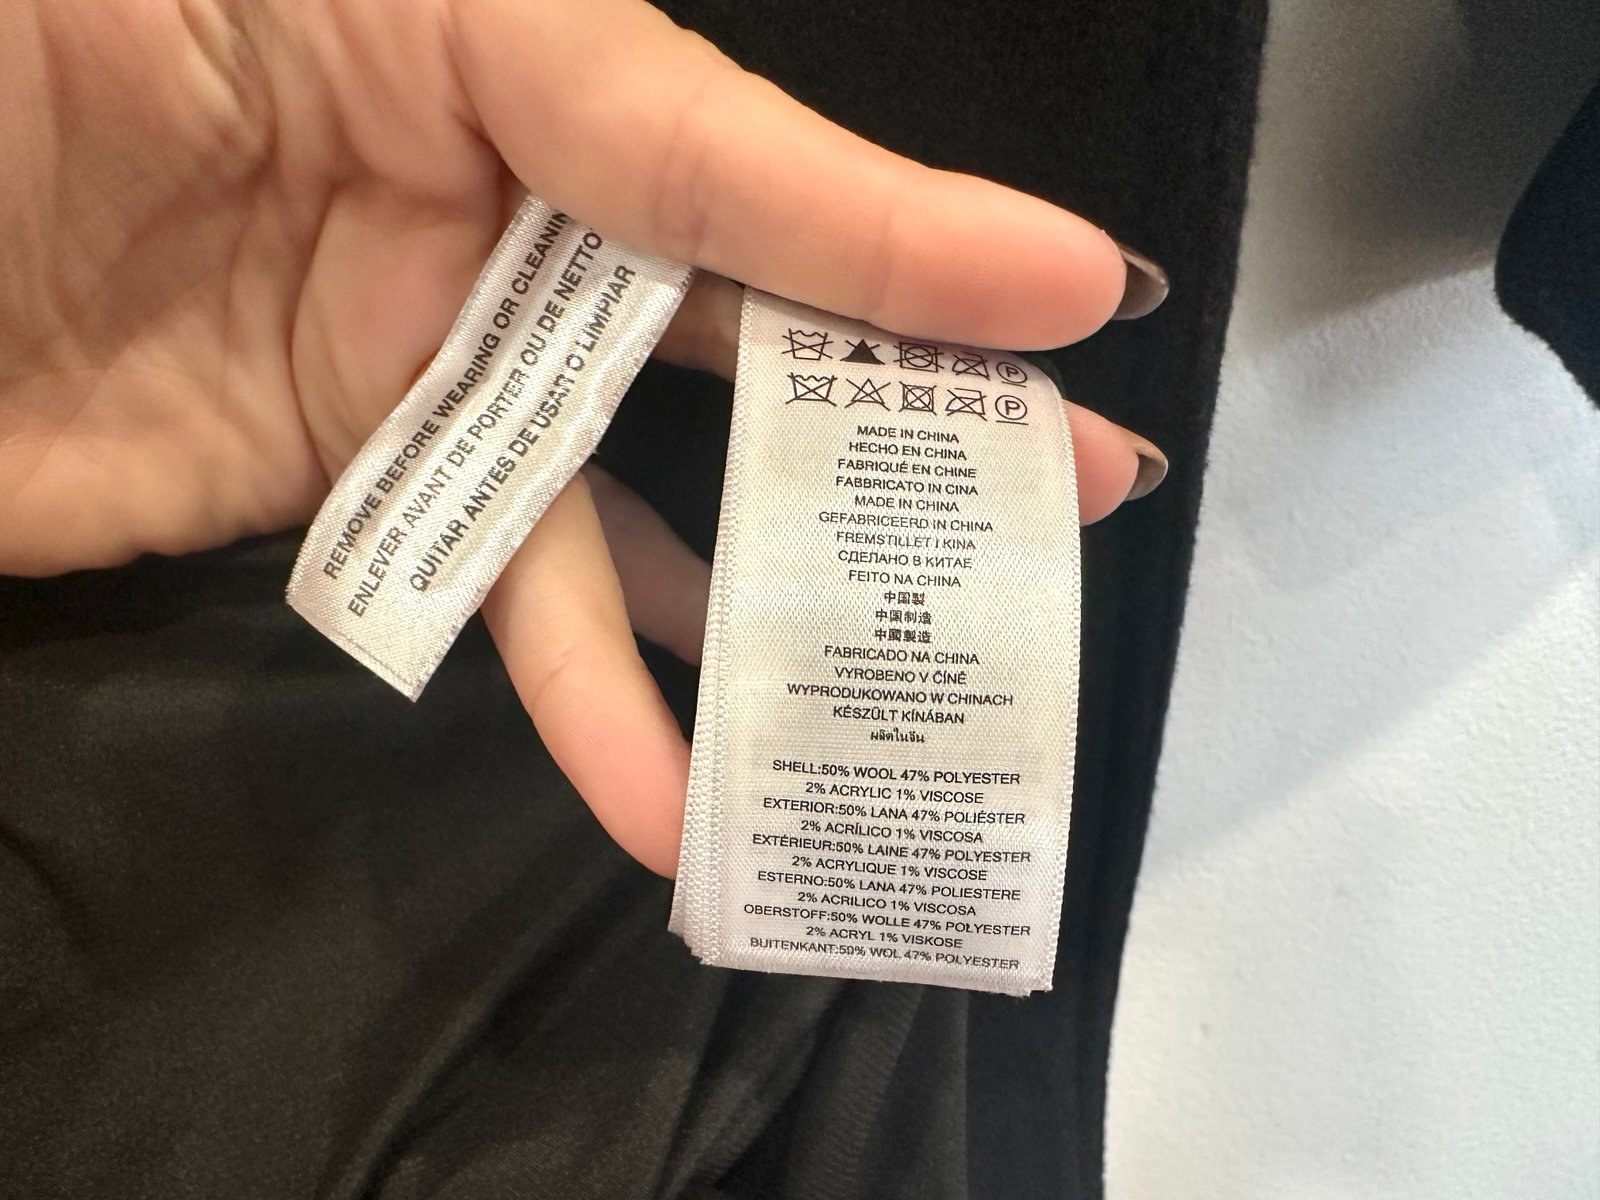 REMOVE BEFORE WEARING OR CLEANIN
ENLEVER AVANT DE PORTER OU DE NETTO
QUITAR ANTES DE USAR O LIMPIAR
P
P
MADE IN CHINA
HECHO EN CHINA
FABRIQUÉ EN CHINE
FABBRICATO IN CINA
MADE IN CHINA
GEFABRICEERD IN CHINA
FREMSTILLET I KINA
СДЕЛАНО В КИТАЕ
FEITO NA CHINA
中国製
中国制造
中國製造
FABRICADO NA CHINA
VYROBENO V ČÍNĚ
WYPRODUKOWANO W CHINACH
KÉSZÜLT KÍNÁBAN
ผลิตในจีน
SHELL:50% WOOL 47% POLYESTER
2% ACRYLIC 1% VISCOSE
EXTERIOR:50% LANA 47% POLIÉSTER
2% ACRÍLICO 1% VISCOSA
EXTÉRIEUR:50% LAINE 47% POLYESTER
2% ACRYLIQUE 1% VISCOSE
ESTERNO:50% LANA 47% POLIESTERE
2% ACRILICO 1% VISCOSA
OBERSTOFF:50% WOLLE 47% POLYESTER
2% ACRYL 1% VISKOSE
BUITENKANT:50% WOL 47% POLYESTER